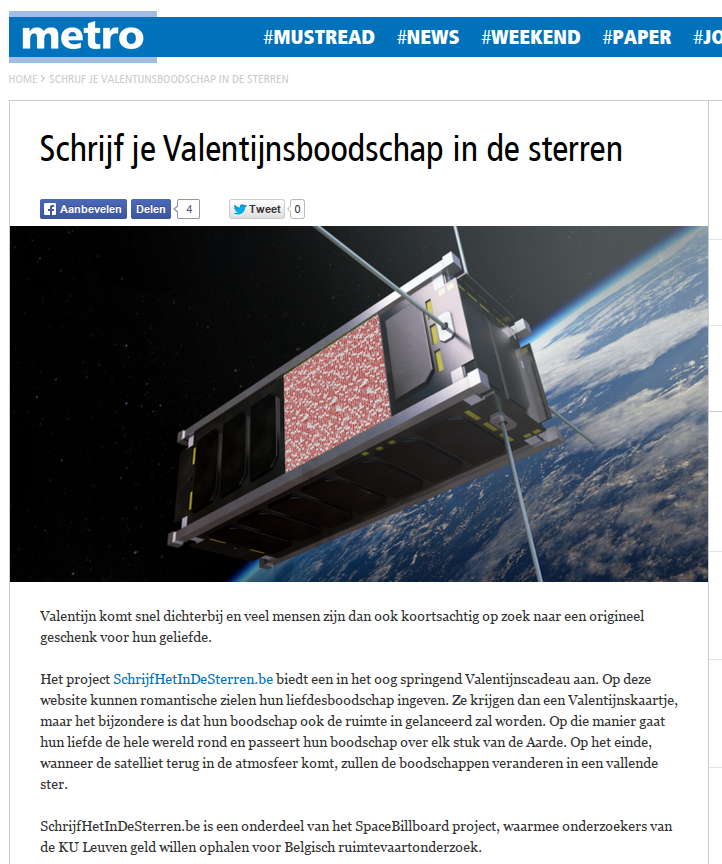 metro
#MUSTREAD #NEWS #WEEKEND #PAPER #JO
HOME > SCHRIJF JE VALENTIJNSBOODSCHAP IN DE STERREN
Schrijf je Valentijnsboodschap in de sterren
Aanbevelen Delen 4 Tweet 0
Valentijn komt snel dichterbij en veel mensen zijn dan ook koortsachtig op zoek naar een origineel
geschenk voor hun geliefde.
Het project SchrijfHetInDeSterren.be biedt een in het oog springend Valentijnscadeau aan. Op deze
website kunnen romantische zielen hun liefdesboodschap ingeven. Ze krijgen dan een Valentijnskaartje,
maar het bijzondere is dat hun boodschap ook de ruimte in gelanceerd zal worden. Op die manier gaat
hun liefde de hele wereld rond en passeert hun boodschap over elk stuk van de Aarde. Op het einde,
wanneer de satelliet terug in de atmosfeer komt, zullen de boodschappen veranderen in een vallende
ster.
SchrijfHetInDeSterren.be is een onderdeel van het SpaceBillboard project, waarmee onderzoekers van
de KU Leuven geld willen ophalen voor Belgisch ruimtevaartonderzoek.